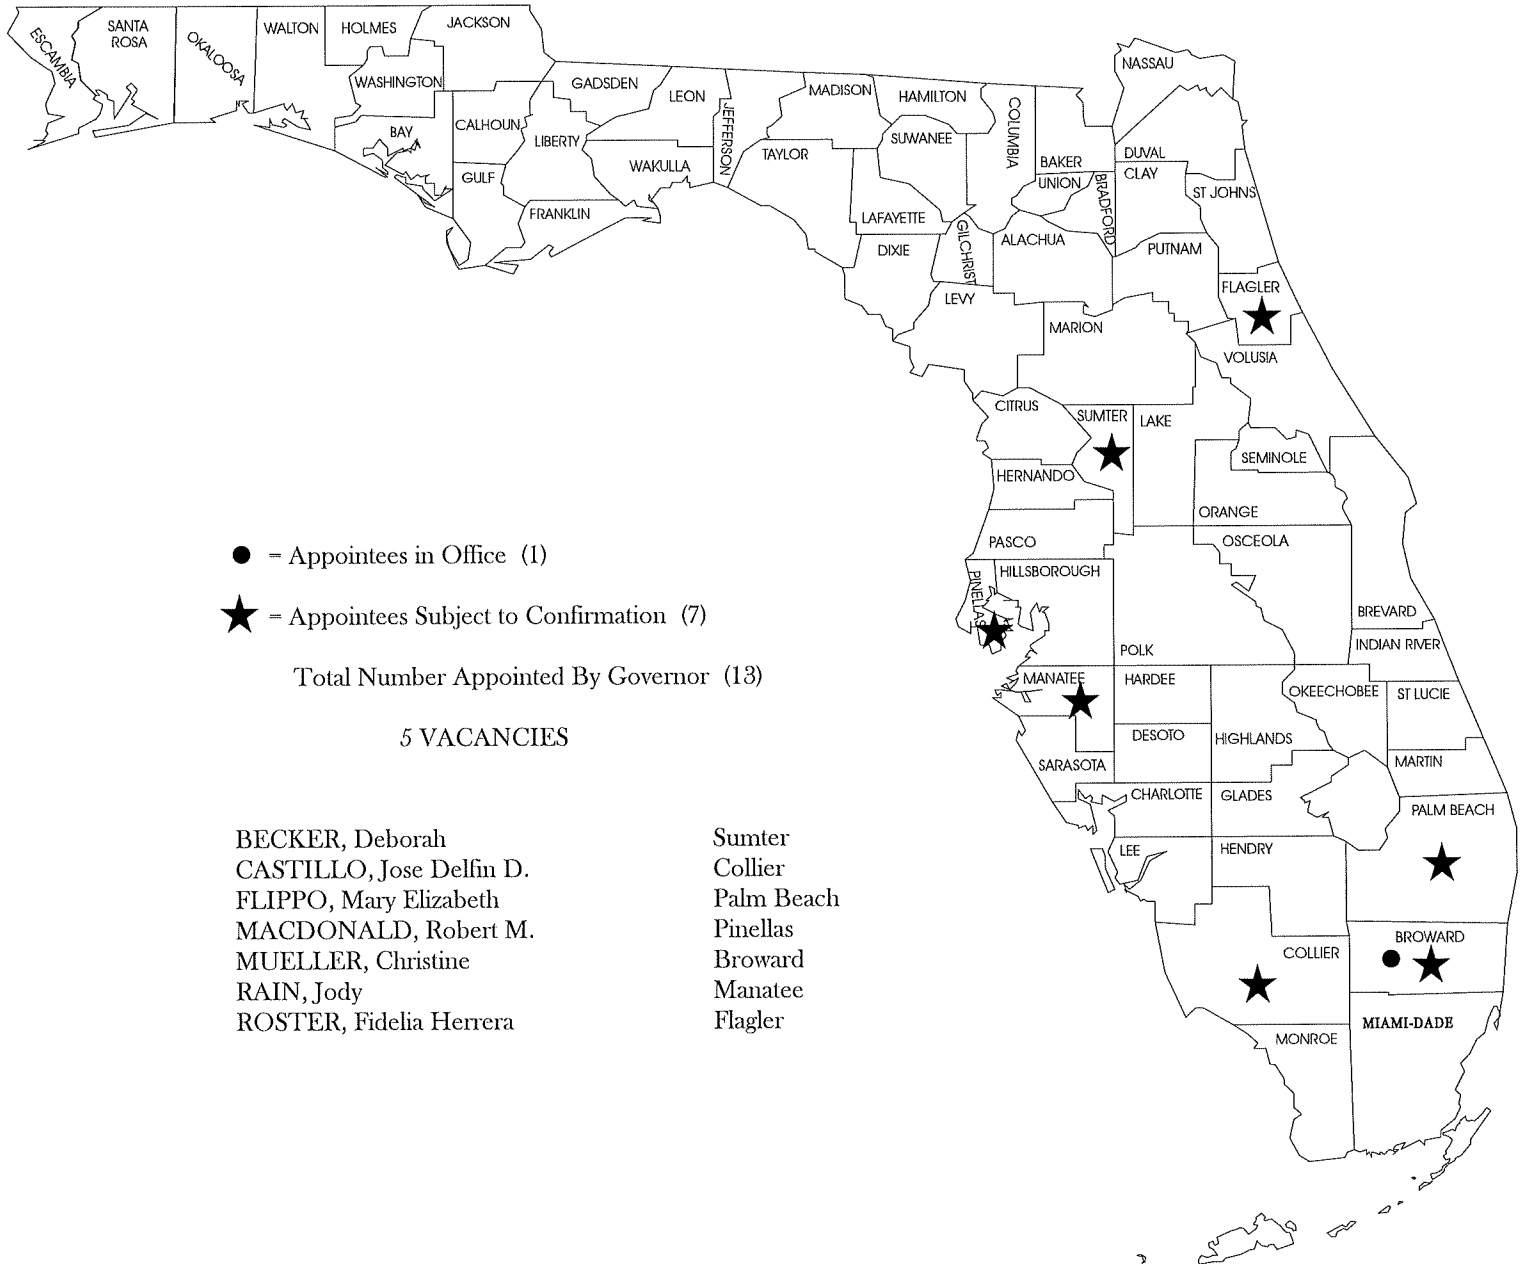 ESCAMBIA
SANTA
ROSA
OKALOOSA
WALTON
HOLMES
JACKSON
WASHINGTON
BAY
CALHOUN
GULF
GADSDEN
LIBERTY
FRANKLIN
LEON
WAKULLA
JEFFERSON
MADISON
TAYLOR
HAMILTON
SUWANEE
LAFAYETTE
DIXIE
COLUMBIA
GILCHRIST
LEVY
BAKER
UNION
BRADFORD
ALACHUA
NASSAU
DUVAL
CLAY
ST JOHNS
PUTNAM
FLAGLER
MARION
VOLUSIA
CITRUS
SUMTER
LAKE
SEMINOLE
HERNANDO
ORANGE
PASCO
OSCEOLA
PINELLAS
HILLSBOROUGH
POLK
BREVARD
INDIAN RIVER
MANATEE
HARDEE
OKEECHOBEE
ST LUCIE
DESOTO
HIGHLANDS
SARASOTA
MARTIN
CHARLOTTE
GLADES
PALM BEACH
LEE
HENDRY
COLLIER
BROWARD
MIAMI-DADE
MONROE
= Appointees in Office (1)
= Appointees Subject to Confirmation (7)
Total Number Appointed By Governor (13)
5 VACANCIES
BECKER, Deborah Sumter
CASTILLO, Jose Delfin D. Collier
FLIPPO, Mary Elizabeth Palm Beach
MACDONALD, Robert M. Pinellas
MUELLER, Christine Broward
RAIN, Jody Manatee
ROSTER, Fidelia Herrera Flagler